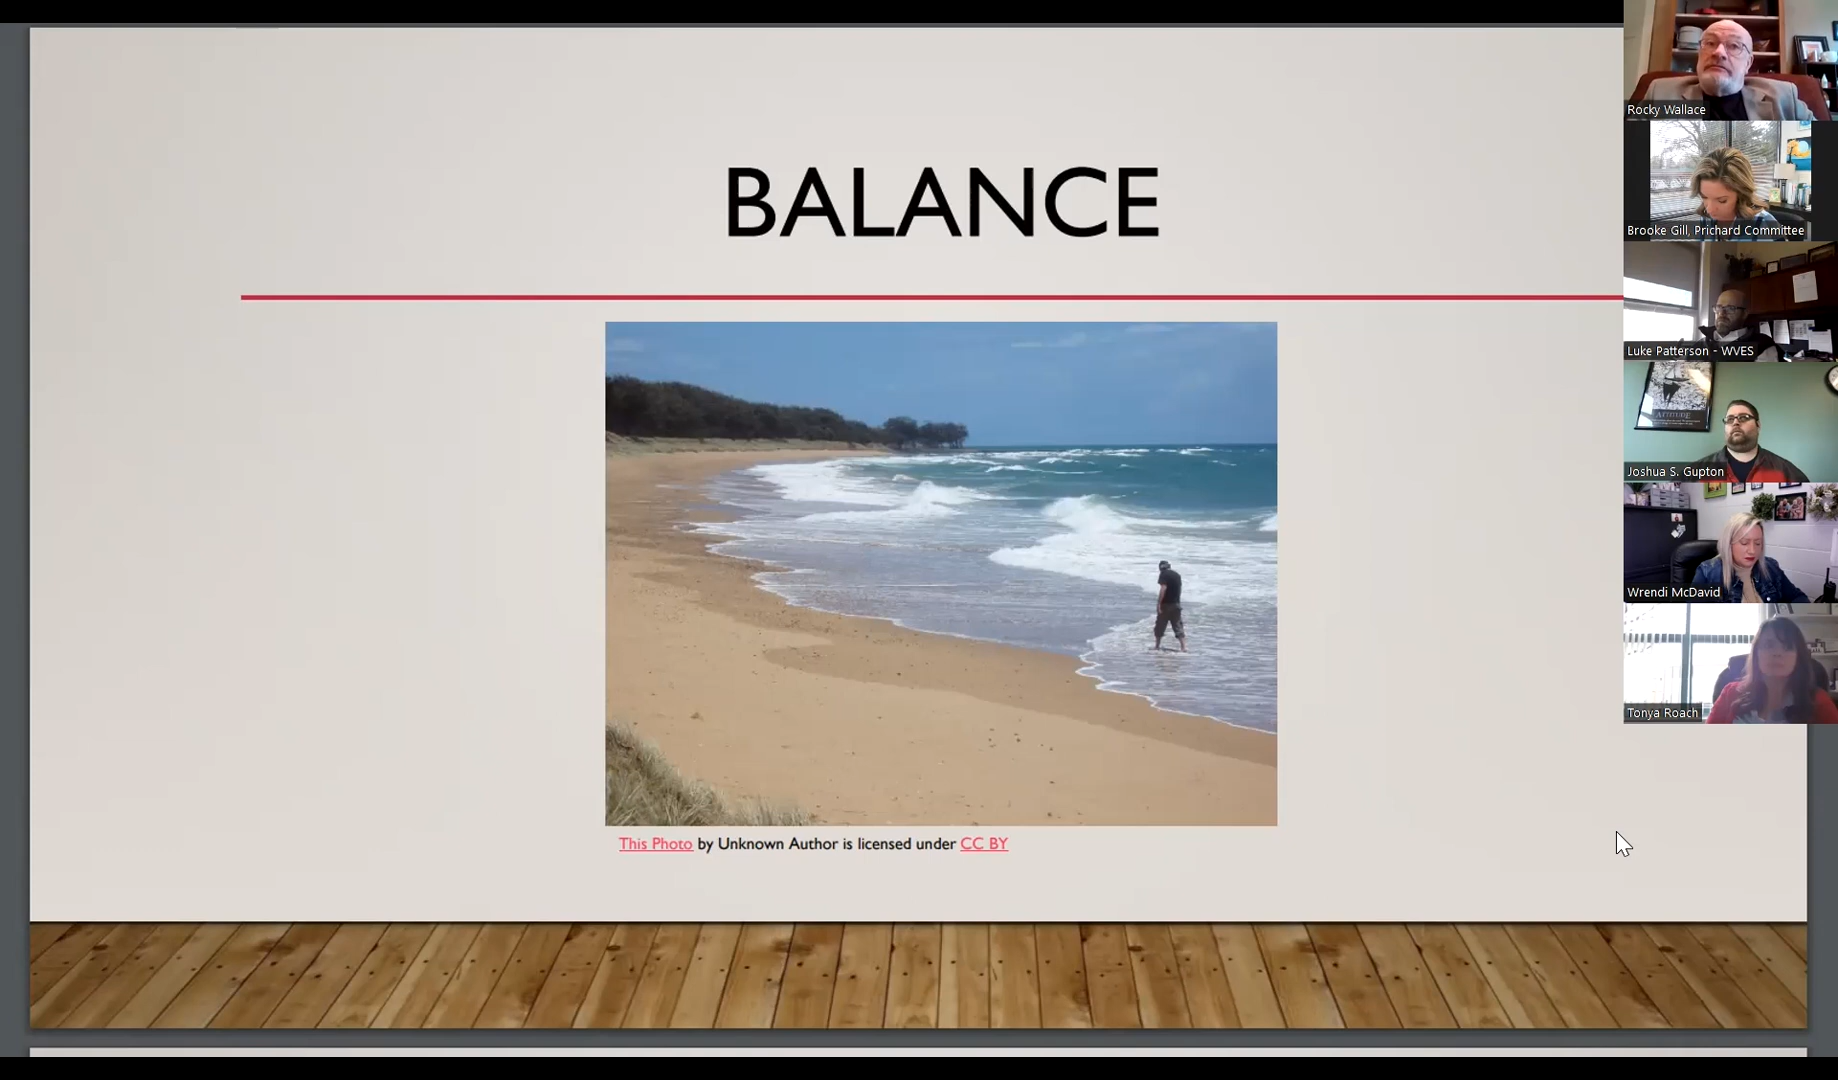 BALANCE
This Photo by Unknown Author is licensed under CC BY
Rocky Wallace
Brooke Gill, Prichard Committee
Luke Patterson - WVES
ATTITUDE
Joshua S. Gupton
Wrendi McDavid
Tonya Roach